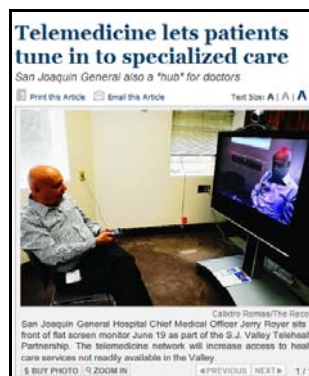 Telemedicine lets patients
tune in to specialized care
San Joaquin General also a "hub" for doctors
Print this Article Email this Article Text Size: A | A | A
Calixtro Romias/The Reco
San Joaquin General Hospital Chief Medical Officer Jerry Royer sits
front of flat screen monitor June 19 as part of the S.J. Valley Telehealt
Partnership. The telemedicine network will increase access to heal
care services not readily available in the Valley.
$ BUY PHOTO ZOOM IN PREVIOUS NEXT 1 /